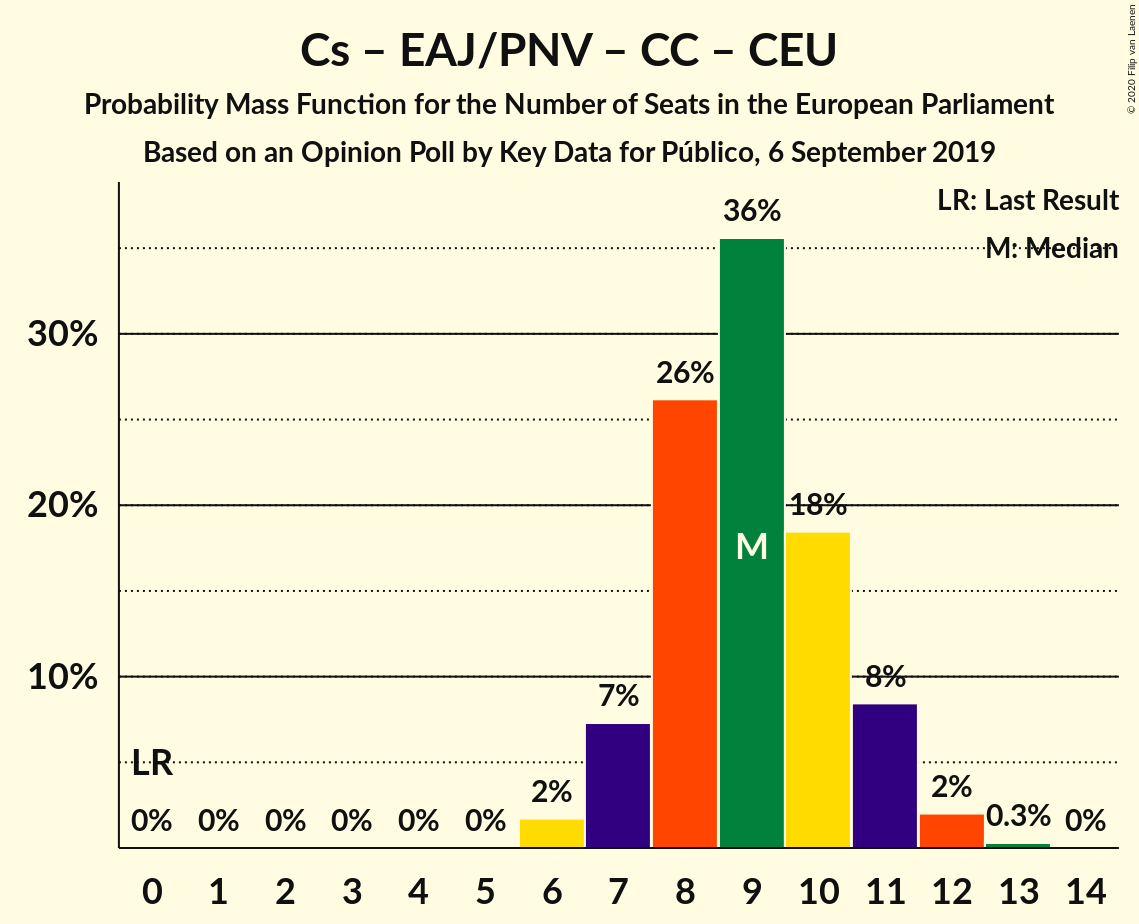 Cs – EAJ/PNV – CC – CEU
Probability Mass Function for the Number of Seats in the European Parliament
Based on an Opinion Poll by Key Data for Público, 6 September 2019
© 2020 Filip van Laenen
LR: Last Result
M: Median
36%
30%
26%
20%
18%
M
10%
8%
7%
LR
2%
2%
0% 0% 0% 0% 0% 0% 0.3% 0%
0 1 2 3 4 5 6 7 8 9 10 11 12 13 14